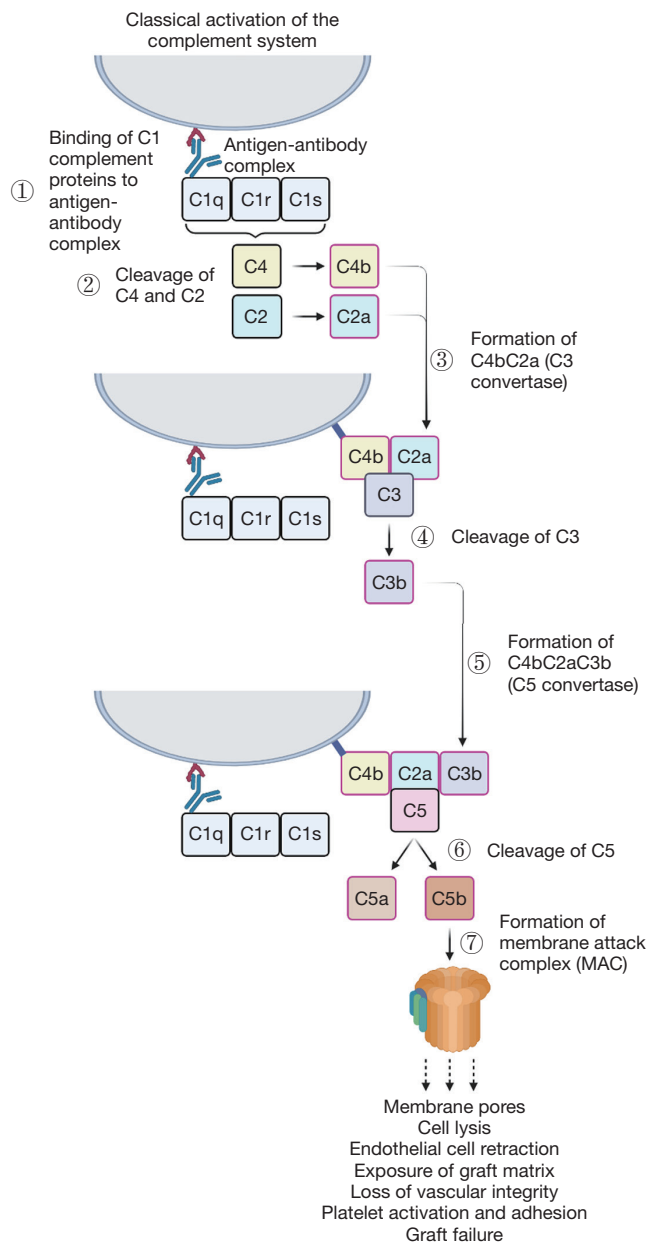 Classical activation of the
complement system
Binding of C1
complement
proteins to
antigen-
antibody
complex
①
Antigen-antibody
complex
C1q C1r C1s
② Cleavage of
C4 and C2
C4 C4b
C2 C2a
③ Formation of
C4bC2a (C3
convertase)
C4b C2a
C3
C1q C1r C1s
④ Cleavage of C3
C3b
⑤ Formation of
C4bC2aC3b
(C5 convertase)
C4b C2a C3b
C5
C1q C1r C1s
⑥ Cleavage of C5
C5a C5b
⑦ Formation of
membrane attack
complex (MAC)
Membrane pores
Cell lysis
Endothelial cell retraction
Exposure of graft matrix
Loss of vascular integrity
Platelet activation and adhesion
Graft failure